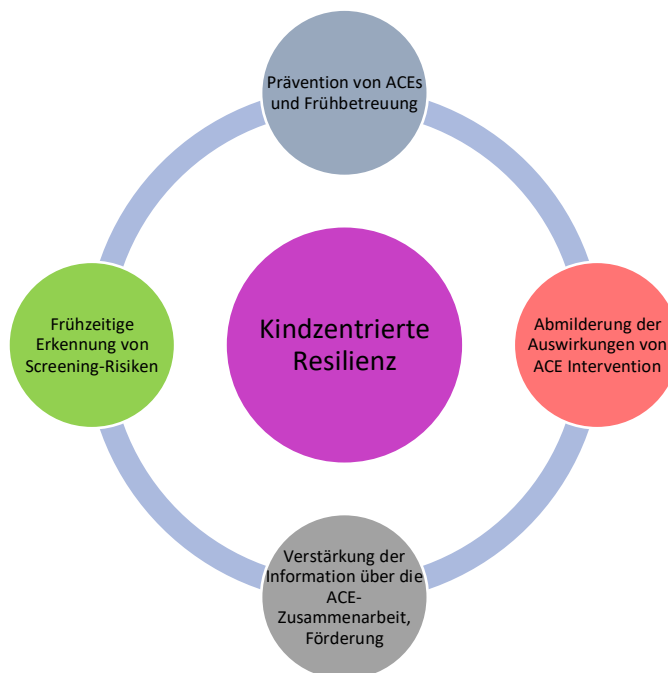 Prävention von ACEs
und Frühbetreuung
Frühzeitige
Erkennung von
Screening-Risiken
Kindzentrierte
Resilienz
Abmilderung der
Auswirkungen von
ACE Intervention
Verstärkung der
Information über die
ACE-
Zusammenarbeit,
Förderung